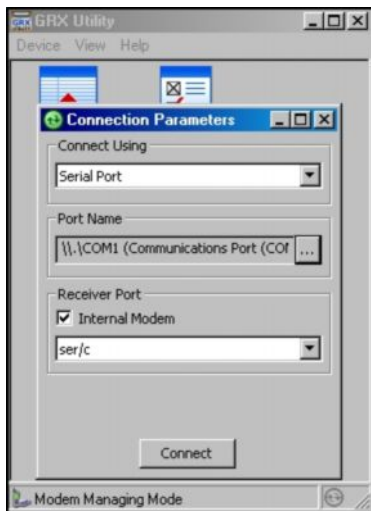 GRX Utility
Device View Help
Connection Parameters
Connect Using
Serial Port
Port Name
\\.\COM1 (Communications Port (COM
...
Receiver Port
Internal Modem
ser/c
Connect
Modem Managing Mode